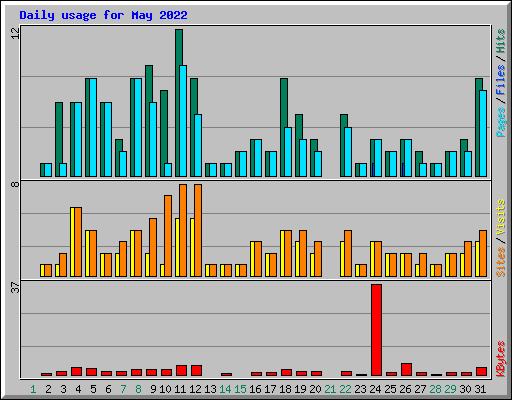 Daily usage for May 2022
12
Pages / Files / Hits
8
Sites / Visits
37
KBytes
1 2 3 4 5 6 7 8 9 10 11 12 13 14 15 16 17 18 19 20 21 22 23 24 25 26 27 28 29 30 31